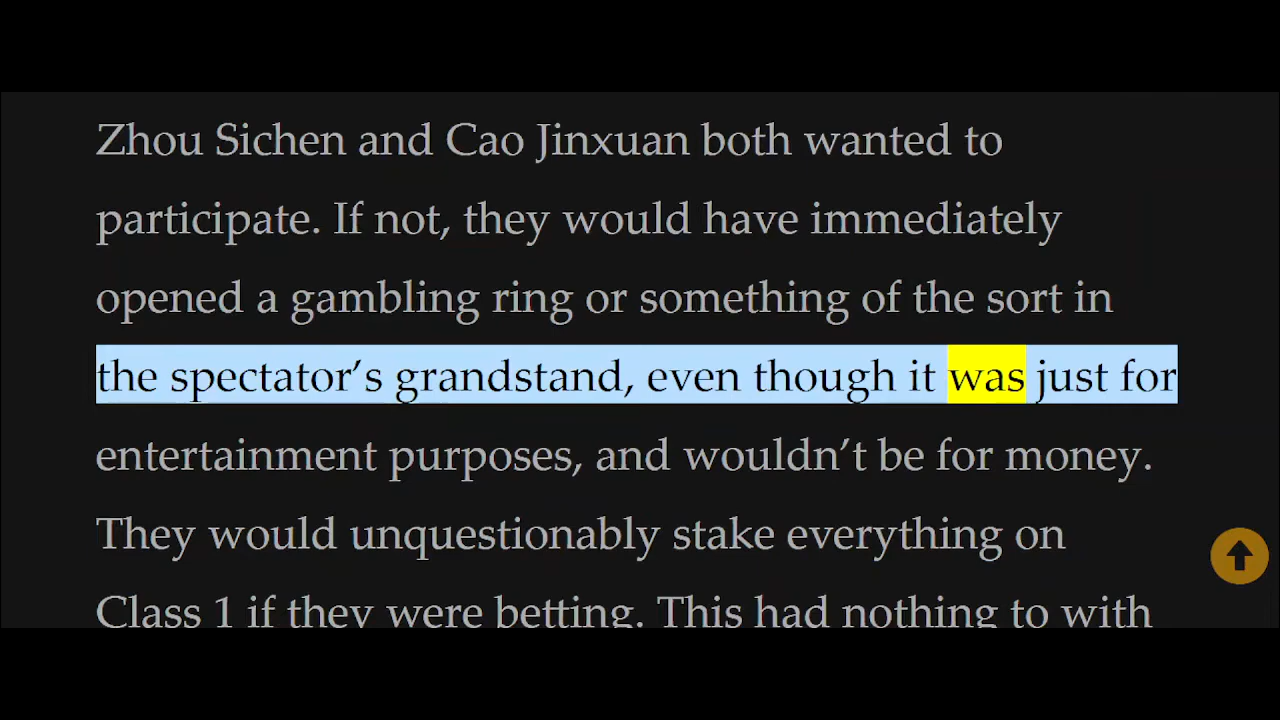 Zhou Sichen and Cao Jinxuan both wanted to
participate. If not, they would have immediately
opened a gambling ring or something of the sort in
the spectator’s grandstand, even though it was just for
entertainment purposes, and wouldn’t be for money.
They would unquestionably stake everything on
Class 1 if they were betting. This had nothing to with